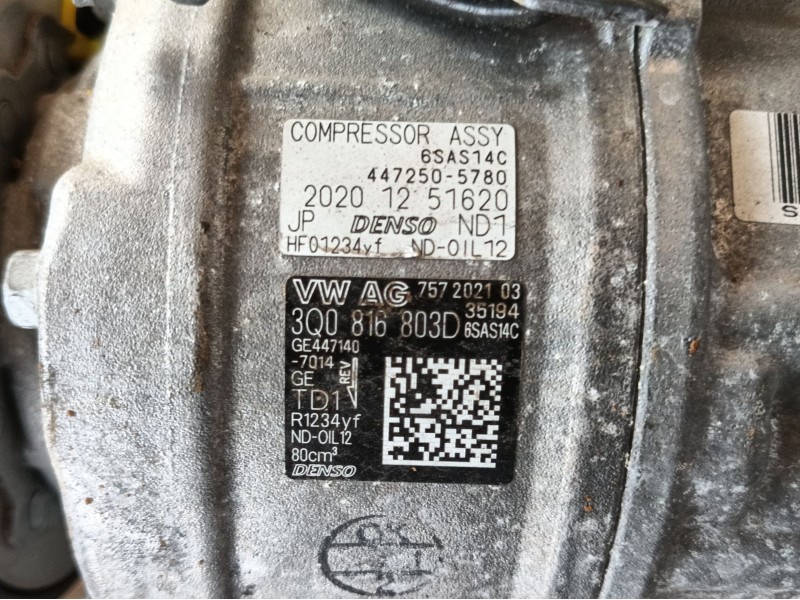 COMPRESSOR ASSY
6SAS14C
447250-5780
2020 12 51620
JP DENSO ND1
HFO1234yf ND-OIL12
VW AG 757 2021 03
35194
3Q0 816 803D 6SAS14C
GE447140
-7014
GE REV
TD1
R1234yf
ND-OIL12
80cm³
DENSO
S